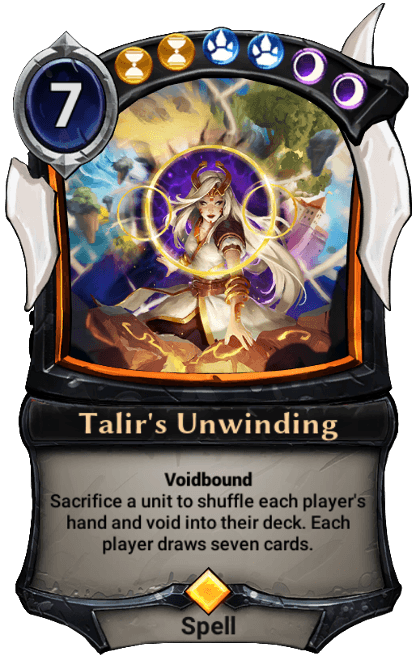 7
Talir's Unwinding
Voidbound
Sacrifice a unit to shuffle each player's
hand and void into their deck. Each
player draws seven cards.
Spell